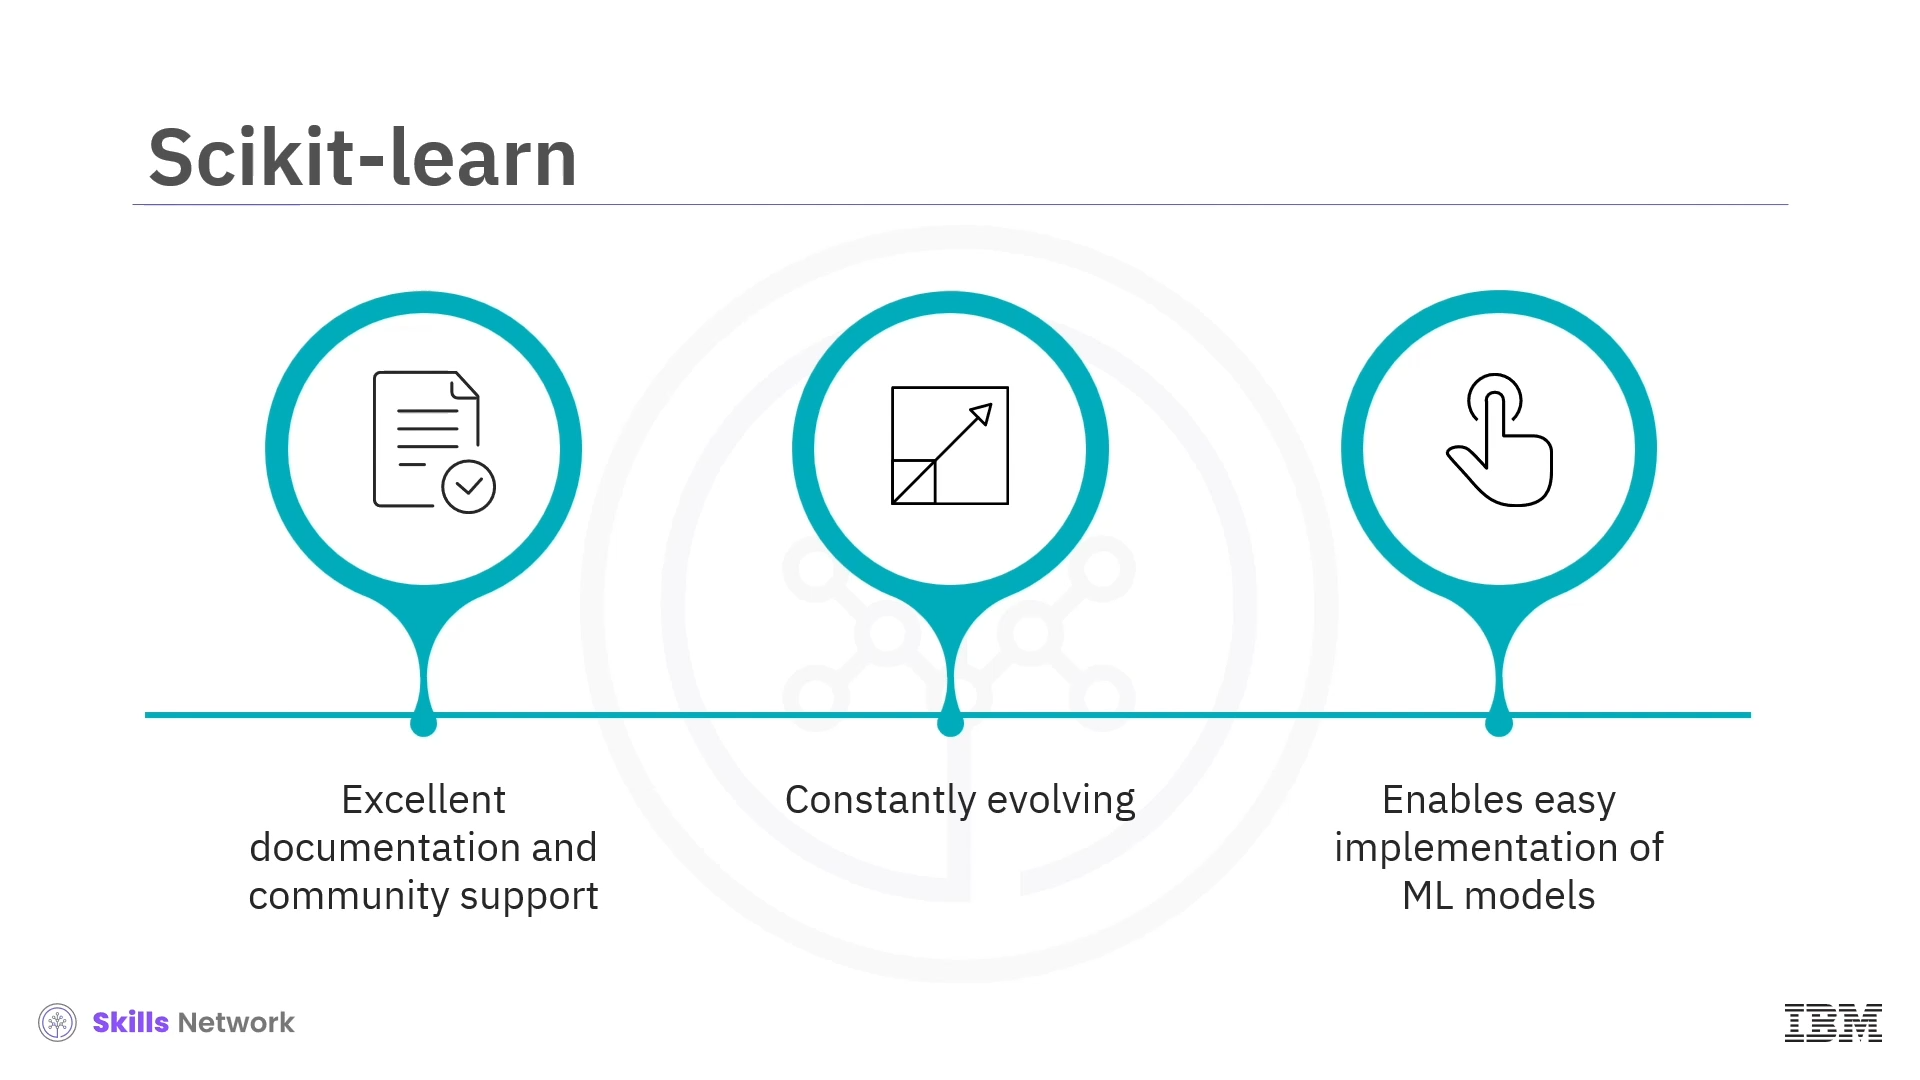 Scikit-learn
Excellent
documentation and
community support
Constantly evolving
Enables easy
implementation of
ML models
Skills Network
IBM